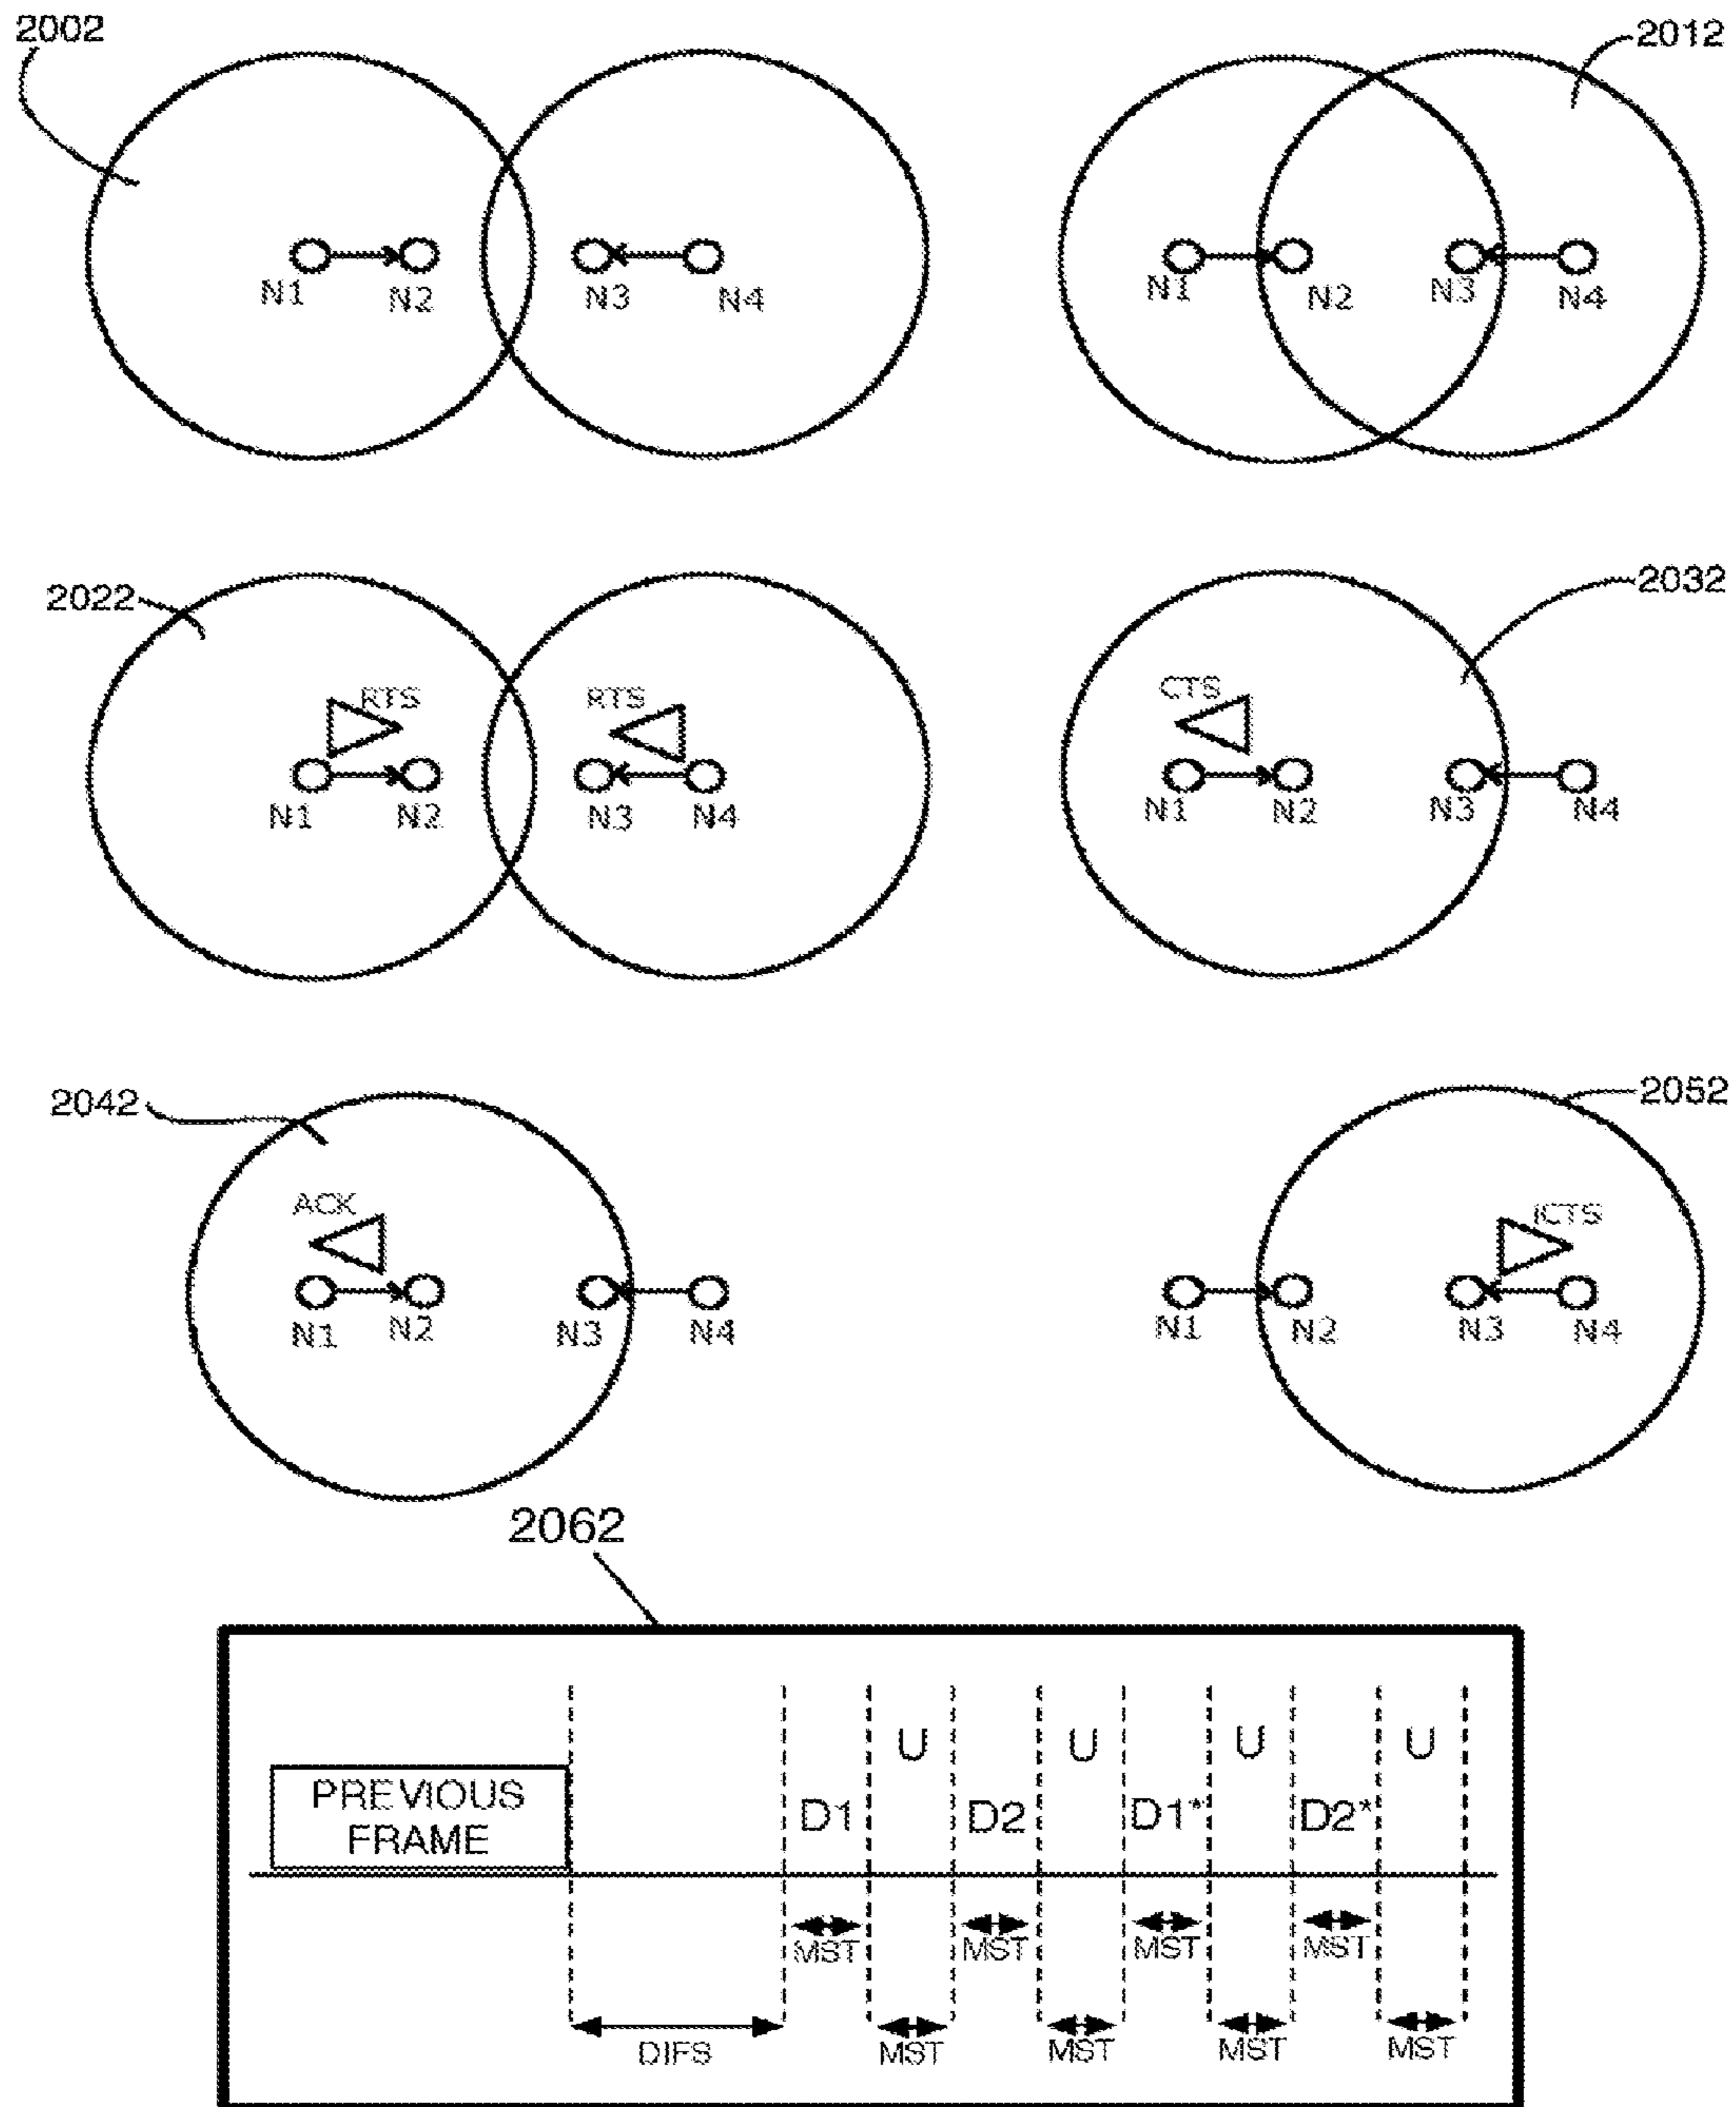 2002
2012
N1 N2 N3 N4
N1 N2 N3 N4
2022
2032
RTS RTS
CTS
N1 N2 N3 N4
N1 N2 N3 N4
2042
2052
ACK
iCTS
N1 N2 N3 N4
N1 N2 N3 N4
2062
U U U U
PREVIOUS
FRAME
D1 D2 D1* D2*
MST MST MST MST
DIFS MST MST MST MST